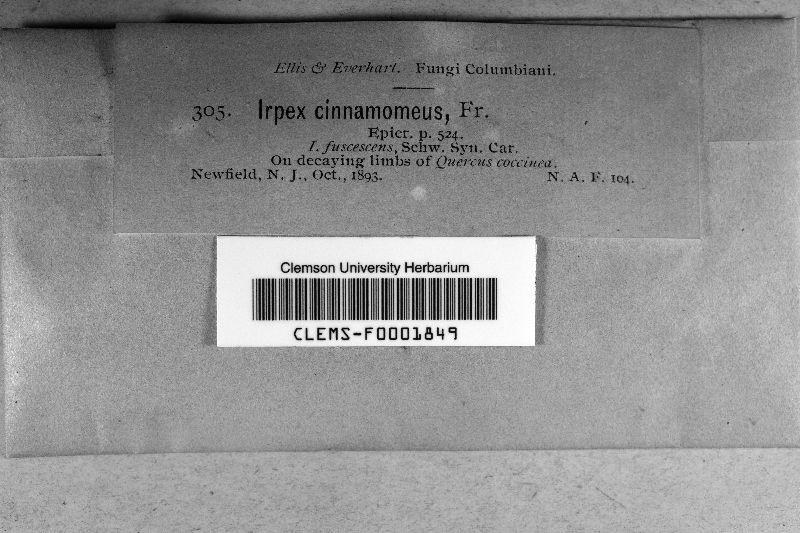 Ellis & Everhart. Fungi Columbiani.
305. Irpex cinnamomeus, Fr.
Epicr. p. 524.
I. fuscescens, Schw. Syn. Car.
On decaying limbs of Quercus coccinea.
Newfield, N. J., Oct., 1893. N. A. F. 104.
Clemson University Herbarium
CLEMS-F0001849